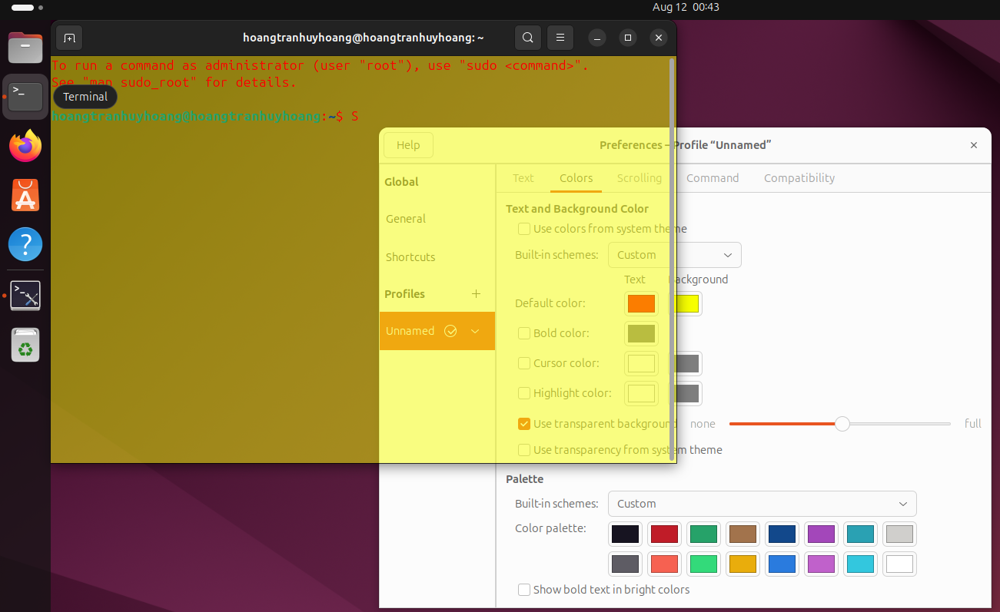 Aug 12 00:43
hoangtranhuyhoang@hoangtranhuyhoang: ~
To run a command as administrator (user "root"), use "sudo <command>".
See "man sudo_root" for details.
Terminal
hoangtranhuyhoang@hoangtranhuyhoang:~$ S
Help
Preferences – Profile “Unnamed”
Global
General
Shortcuts
Profiles
Unnamed
Text Colors Scrolling Command Compatibility
Text and Background Color
Use colors from system theme
Built-in schemes: Custom
Text Background
Default color:
Bold color:
Cursor color:
Highlight color:
Use transparent background none full
Use transparency from system theme
Palette
Built-in schemes: Custom
Color palette:
Show bold text in bright colors